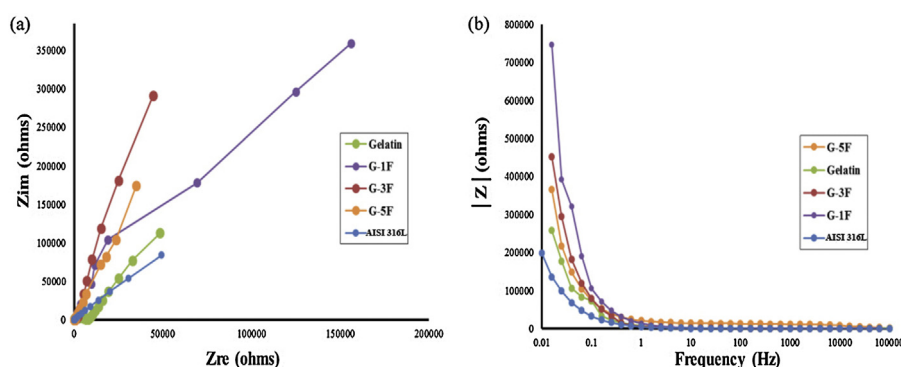 (a)
350000
300000
250000
200000
150000
100000
50000
0
Zim (ohms)
0
50000
100000
150000
200000
Zre (ohms)
Gelatin
G-1F
G-3F
G-5F
AISI 316L
(b)
800000
700000
600000
500000
400000
300000
200000
100000
0
|Z| (ohms)
0.01
0.1
1
10
100
1000
10000
100000
Frequency (Hz)
G-5F
Gelatin
G-3F
G-1F
AISI 316L